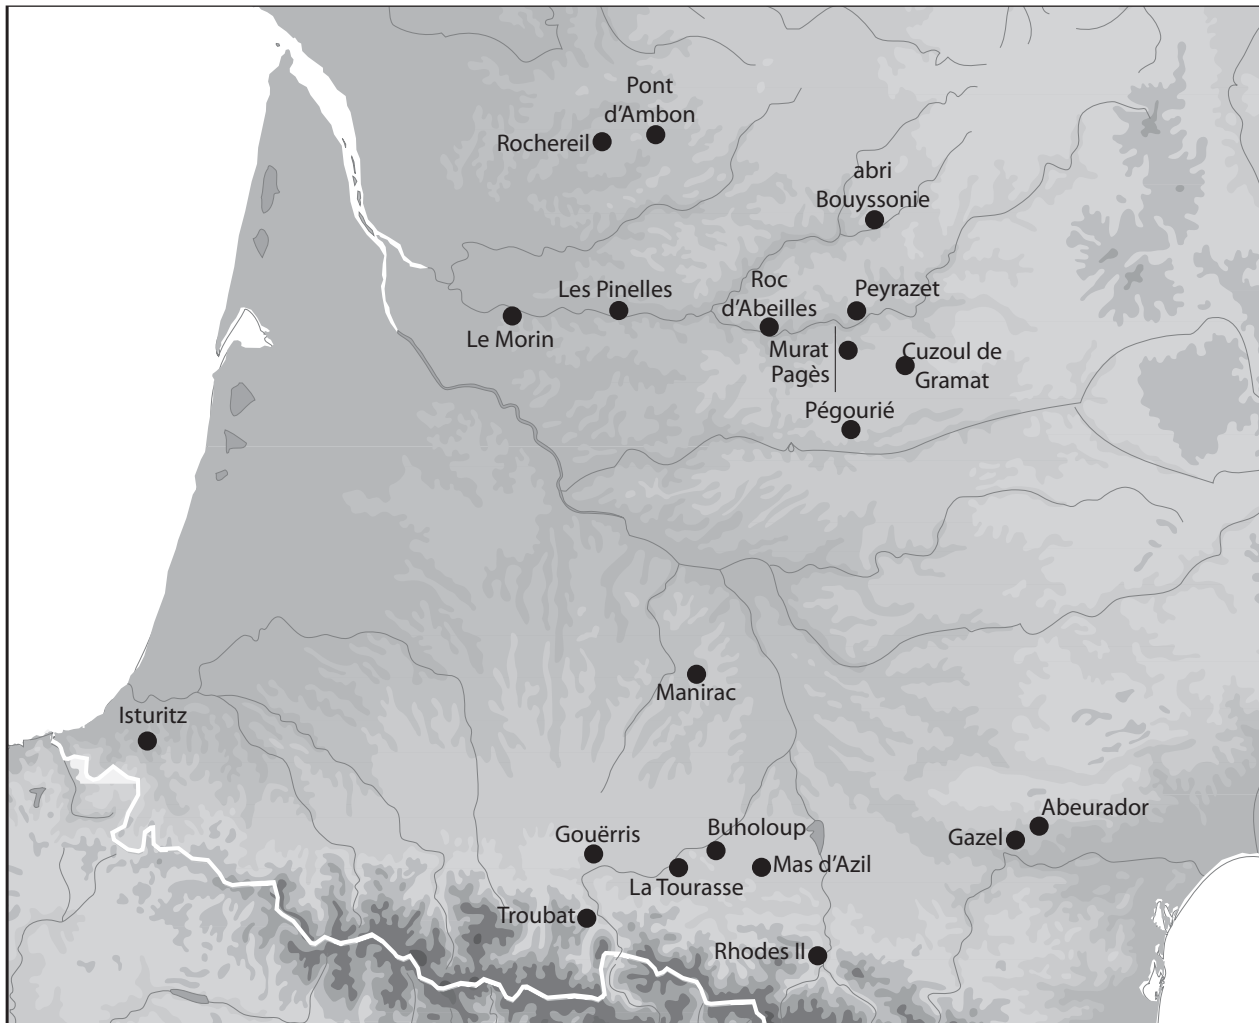 Pont
d'Ambon
Rochereil
abri
Bouyssonie
Les Pinelles
Roc
d'Abeilles
Peyrazet
Le Morin
Murat
Pagès
Cuzoul de
Gramat
Pégourié
Manirac
Isturitz
Abeurador
Gazel
Gouërris
Buholoup
Mas d'Azil
La Tourasse
Troubat
Rhodes II